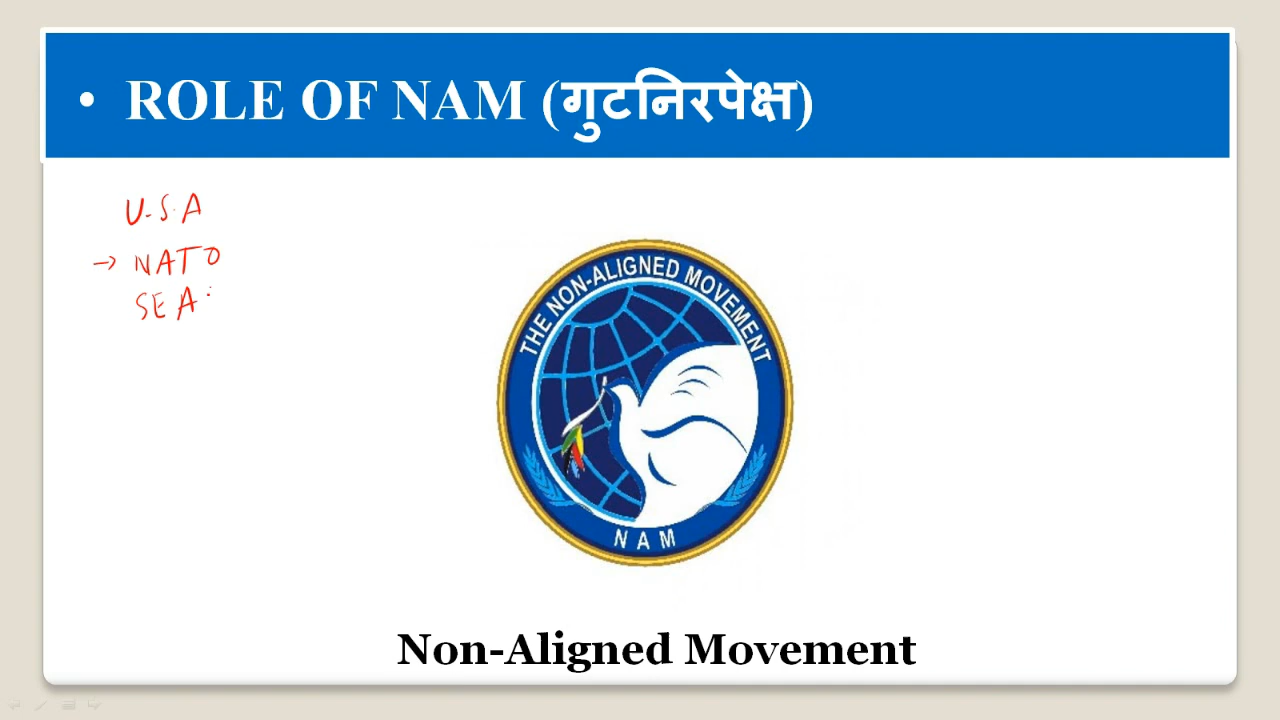 • ROLE OF NAM (गुटनिरपेक्ष)
U.S.A
→ NATO
SEA
THE NON-ALIGNED MOVEMENT
NAM
Non-Aligned Movement